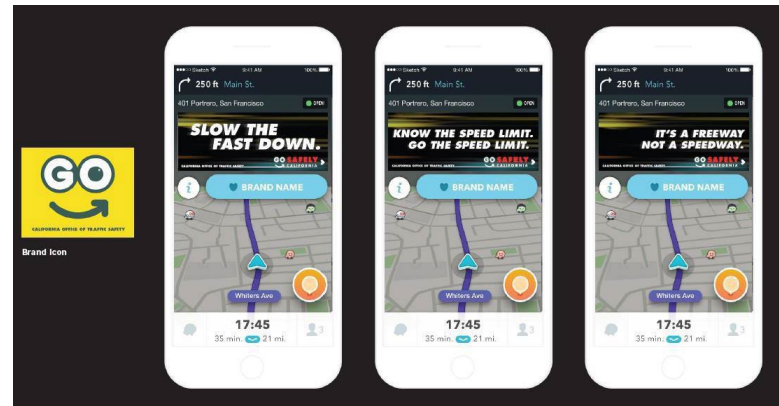 GO
CALIFORNIA OFFICE OF TRAFFIC SAFETY
Brand Icon
Sketch 9:41 AM 100%
250 ft Main St.
401 Portrero, San Francisco OPEN
SLOW THE
FAST DOWN.
CALIFORNIA OFFICE OF TRAFFIC SAFETY
GO SAFELY
CALIFORNIA
i BRAND NAME
Whiters Ave
17:45
35 min. 21 mi.
3
Sketch 9:41 AM 100%
250 ft Main St.
401 Portrero, San Francisco OPEN
KNOW THE SPEED LIMIT.
GO THE SPEED LIMIT.
CALIFORNIA OFFICE OF TRAFFIC SAFETY
GO SAFELY
CALIFORNIA
i BRAND NAME
Whiters Ave
17:45
35 min. 21 mi.
3
Sketch 9:41 AM 100%
250 ft Main St.
401 Portrero, San Francisco OPEN
IT'S A FREEWAY
NOT A SPEEDWAY.
CALIFORNIA OFFICE OF TRAFFIC SAFETY
GO SAFELY
CALIFORNIA
i BRAND NAME
Whiters Ave
17:45
35 min. 21 mi.
3